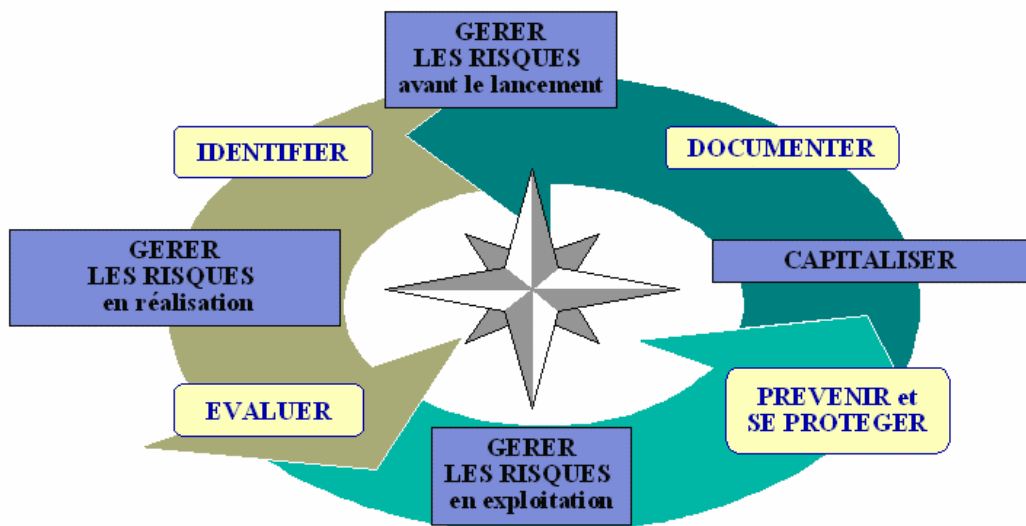 GERER
LES RISQUES
avant le lancement
IDENTIFIER
DOCUMENTER
GERER
LES RISQUES
en réalisation
CAPITALISER
EVALUER
PREVENIR et
SE PROTEGER
GERER
LES RISQUES
en exploitation